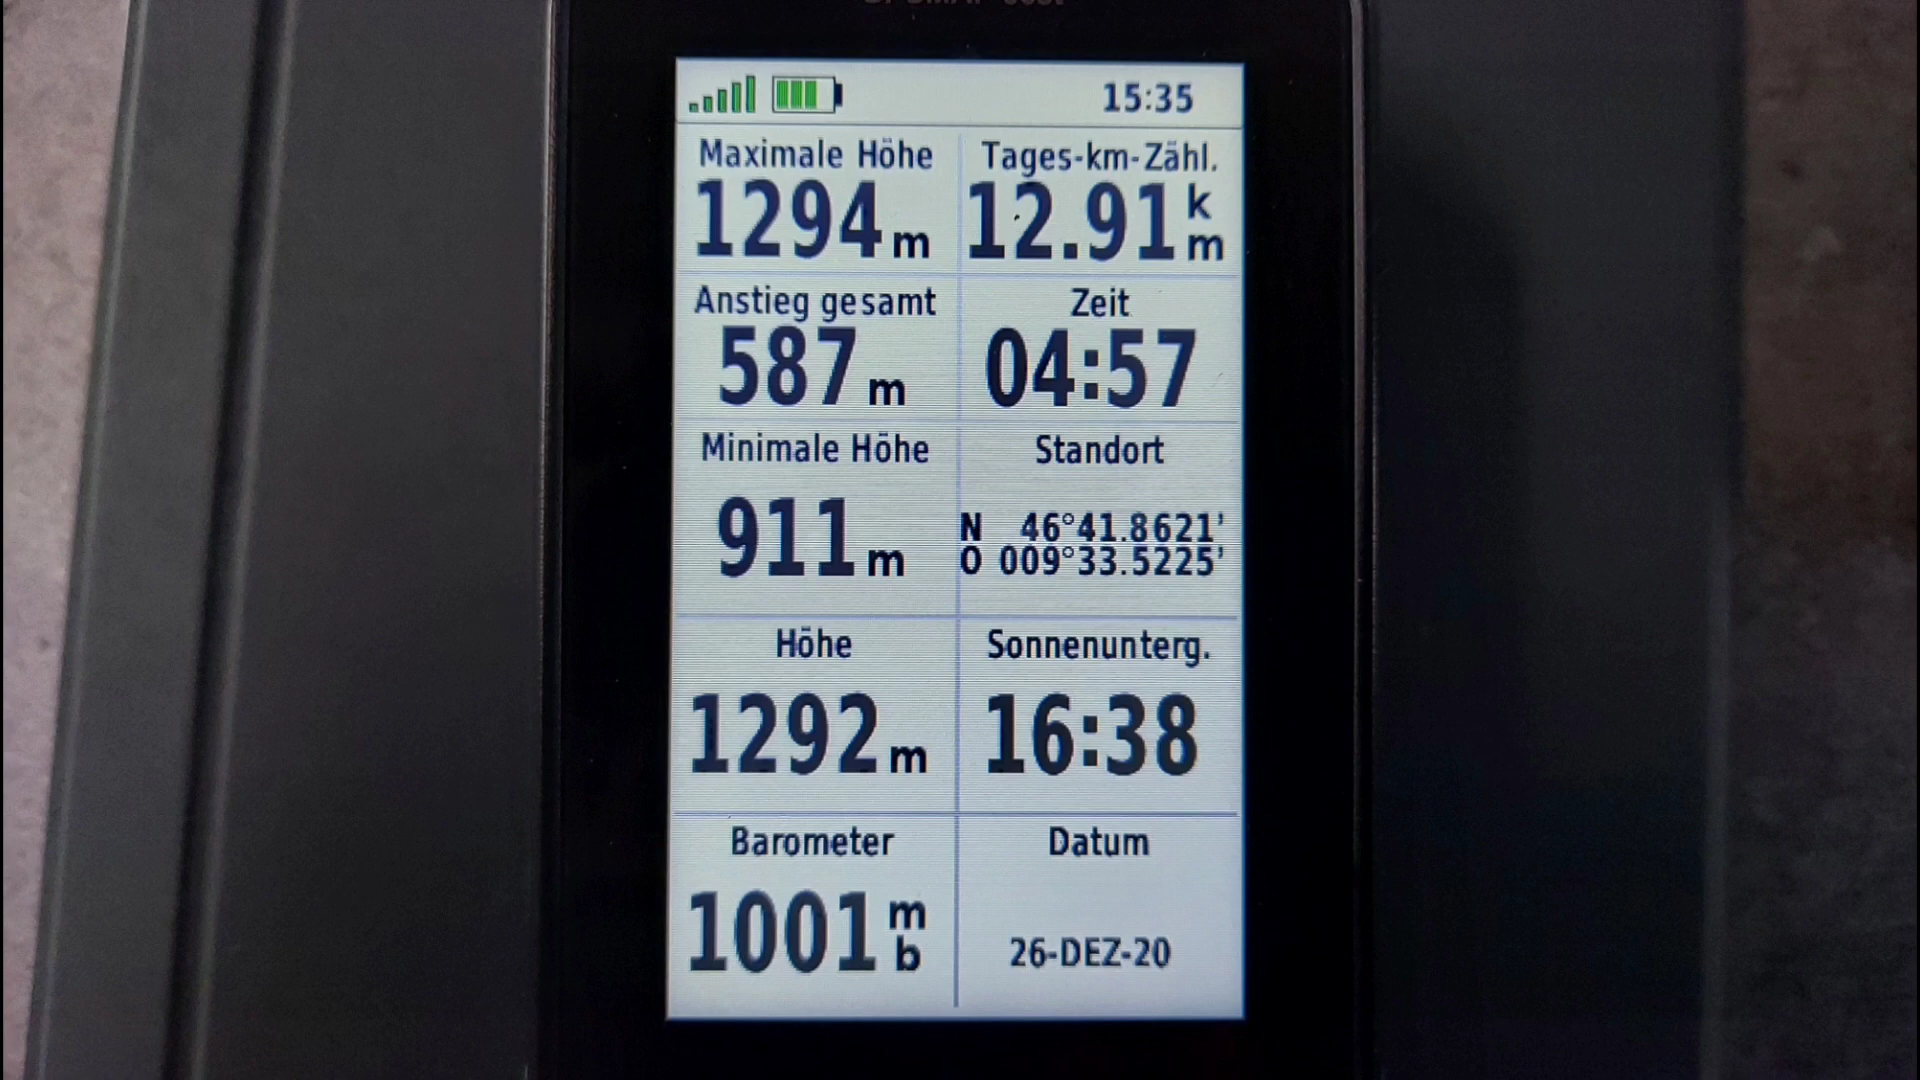 15:35
Maximale Höhe
1294 m
Tages-km-Zähl.
12.91 km
Anstieg gesamt
587 m
Zeit
04:57
Minimale Höhe
911 m
Standort
N 46°41.8621'
O 009°33.5225'
Höhe
1292 m
Sonnenunterg.
16:38
Barometer
1001 mb
Datum
26-DEZ-20